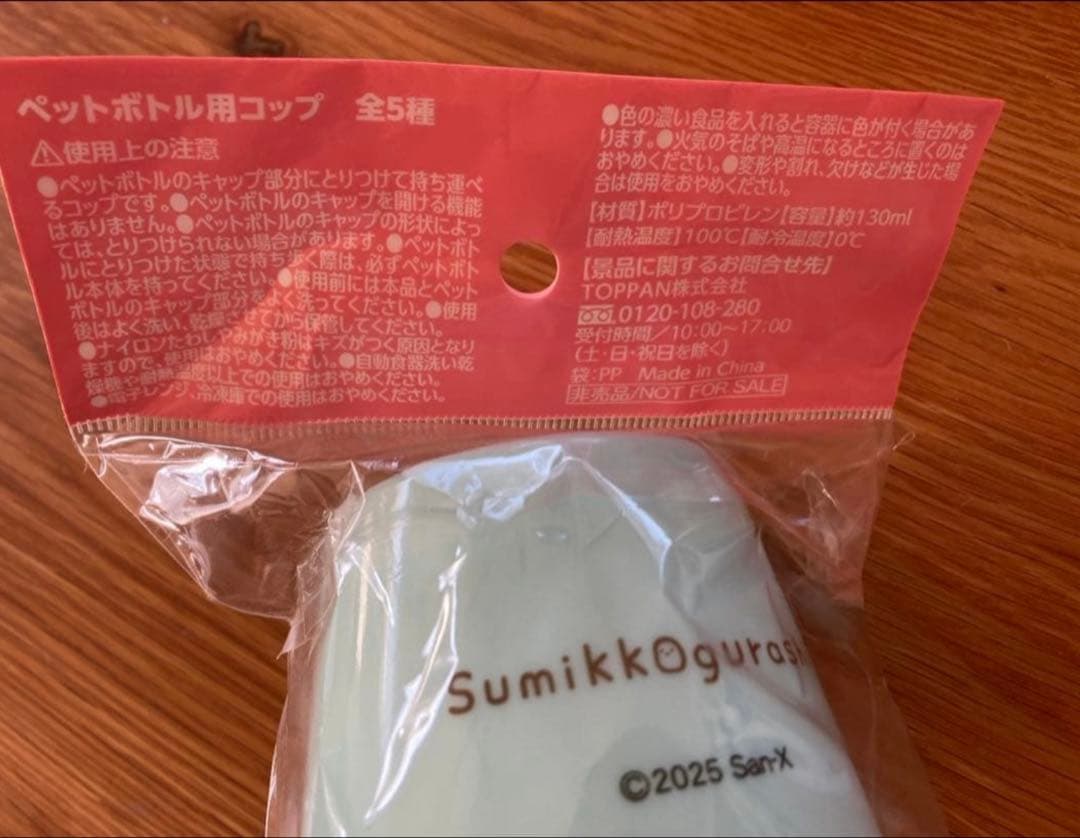 ペットボトル用コップ　全5種
⚠使用上の注意
●ペットボトルのキャップ部分にとりつけて持ち運べ
るコップです。●ペットボトルのキャップを開ける機能
はありません。●ペットボトルのキャップの形状によっ
ては、とりつけられない場合があります。●ペットボト
ルにとりつけた状態で持ち 際は、必ずペットボト
ル本体を持ってください。●使用前には本品とペット
ボトルのキャップ部分を よく洗ってください。●使用
後はよく洗い、乾燥 から保管してください。
●ナイロンたわし みがき粉はキズがつく原因となり
ますので、使用はおやめください。●自動食器洗い乾
燥機や 以上での使用はおやめください。
●電子レンジ、冷凍庫での使用はおやめください。
●色の濃い食品を入れると容器に色が付く場合があ
ります。●火気のそばや高温になるところに置くのは
おやめください。●変形や割れ、欠けなどが生じた場
合は使用をおやめください。
【材質】ポリプロピレン【容量】約130ml
【耐熱温度】100℃【耐冷温度】0℃
【景品に関するお問合せ先】
TOPPAN株式会社
0120-108-280
受付時間/10:00~17:00
(土・日・祝日を除く)
袋:PP　Made in China
非売品/NOT FOR SALE
Sumikkogurashi
©2025 San-X